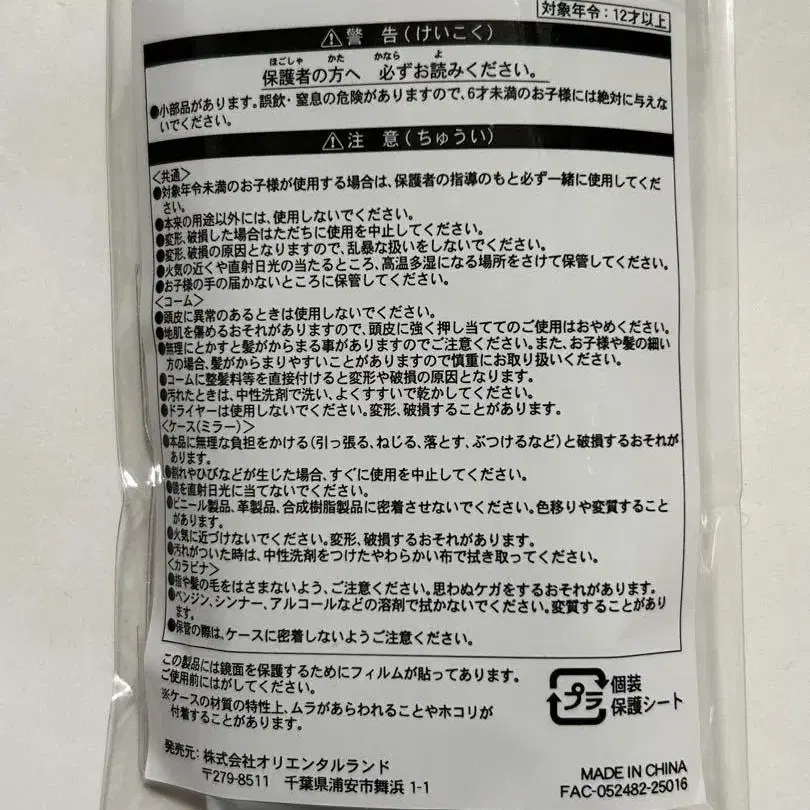 対象年令:12才以上
⚠警 告(けいこく)
ほごしゃ かた かなら よ
保護者の方へ 必ずお読みください。
●小部品があります。誤飲・窒息の危険がありますので、6才未満のお子様には絶対に与えな
いでください。
⚠注 意(ちゅうい)
<共通>
●対象年令未満のお子様が使用する場合は、保護者の指導のもと必ず一緒に使用してくだ
さい。
●本来の用途以外には、使用しないでください。
●変形、破損した場合はただちに使用を中止してください。
●変形、破損の原因となりますので、乱暴な扱いをしないでください。
●火気の近くや直射日光の当たるところ、高温多湿になる場所をさけて保管してください。
●お子様の手の届かないところに保管してください。
<コーム>
●頭皮に異常のあるときは使用しないでください。
●地肌を傷めるおそれがありますので、頭皮に強く押し当ててのご使用はおやめください。
●無理にとかすと髪がからまる事がありますのでご注意ください。また、お子様や髪の細い
方の場合、髪がからまりやすいことがありますので慎重にお取り扱いください。
●コームに整髪料等を直接付けると変形や破損の原因となります。
●汚れたときは、中性洗剤で洗い、よくすすいで乾かしてください。
●ドライヤーは使用しないでください。変形、破損することがあります。
<ケース(ミラー)>
●本品に無理な負担をかける(引っ張る、ねじる、落とす、ぶつけるなど)と破損するおそれが
あります。
●割れやひびなどが生じた場合、すぐに使用を中止してください。
●鏡を直射日光に当てないでください。
●ビニール製品、革製品、合成樹脂製品に密着させないでください。色移りや変質すること
があります。
●火気に近づけないでください。変形、破損するおそれがあります。
●汚れがついた時は、中性洗剤をつけたやわらかい布で拭き取ってください。
<カラビナ>
●指や髪の毛をはさまないよう、ご注意ください。思わぬケガをするおそれがあります。
●ベンジン、シンナー、アルコールなどの溶剤で拭かないでください。変質することがあり
ます。
●保管の際は、ケースに密着しないようご注意ください。
この製品には鏡面を保護するためにフィルムが貼ってあります。
ご使用前にはがしてください。
※ケースの材質の特性上、ムラがあらわれることやホコリが
付着することがあります。
プラ
個装
保護シート
発売元:株式会社オリエンタルランド
〒279-8511 千葉県浦安市舞浜 1-1
MADE IN CHINA
FAC-052482-25016